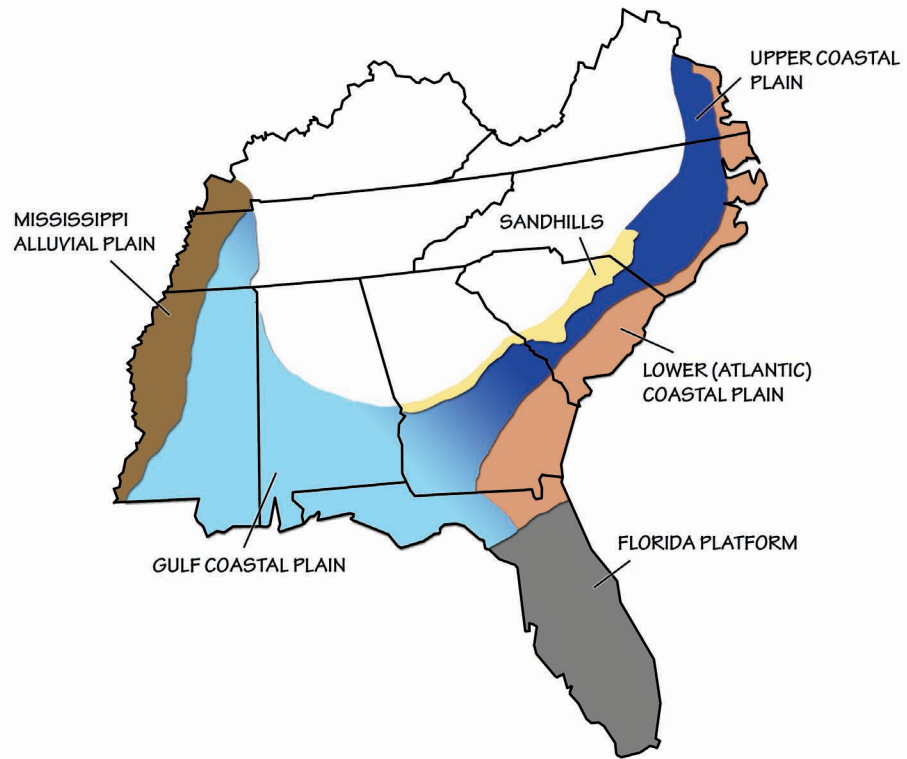 UPPER COASTAL
PLAIN
SANDHILLS
MISSISSIPPI
ALLUVIAL PLAIN
LOWER (ATLANTIC)
COASTAL PLAIN
FLORIDA PLATFORM
GULF COASTAL PLAIN